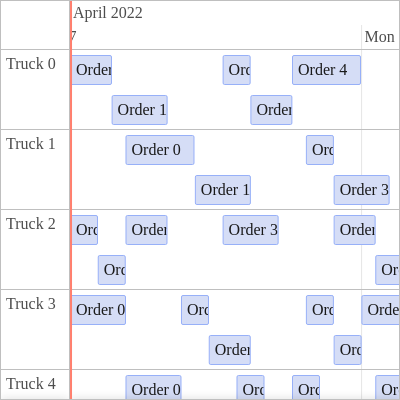 April 2022
7
Mon
Truck 0
Order
Ord
Order 4
Order 1
Order
Truck 1
Order 0
Ord
Order 1
Order 3
Truck 2
Ord
Order
Order 3
Order
Ord
Or
Truck 3
Order 0
Ord
Ord
Orde
Order
Ord
Truck 4
Order 0
Ord
Ord
Or